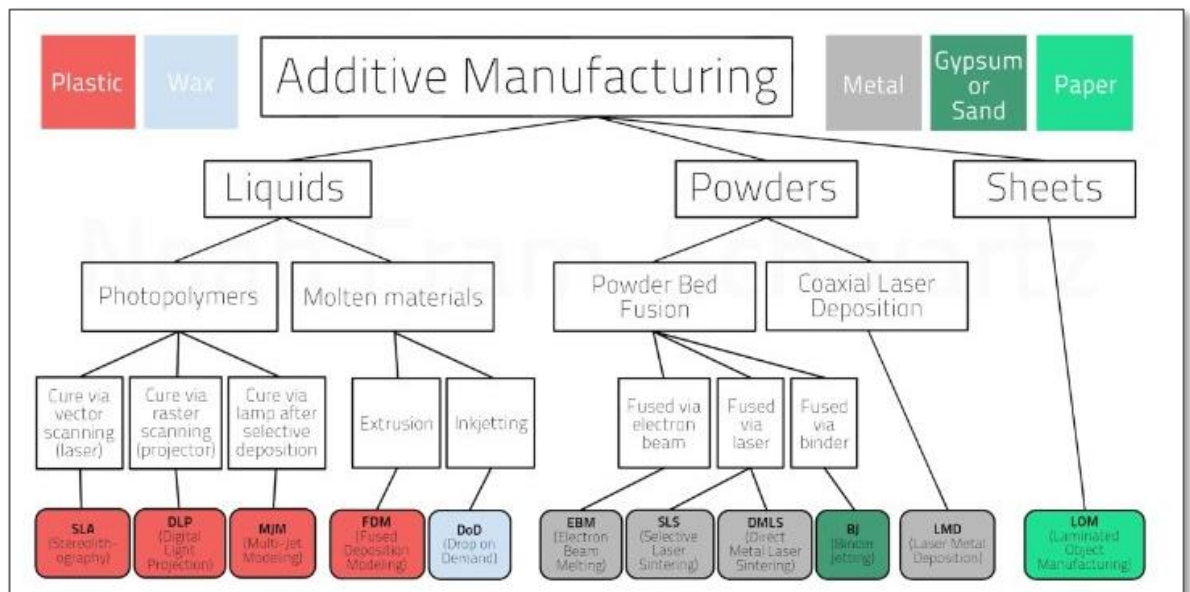 Plastic
Wax
Additive Manufacturing
Metal
Gypsum
or
Sand
Paper
Liquids
Powders
Sheets
Photopolymers
Molten materials
Powder Bed
Fusion
Coaxial Laser
Deposition
Cure via
vector
scanning
(laser)
Cure via
raster
scanning
(projector)
Cure via
lamp after
selective
deposition
Extrusion
Inkjetting
Fused via
electron
beam
Fused
via
laser
Fused
via
binder
SLA
(Stereolith-
ography)
DLP
(Digital
Light
Projection)
MJM
(Multi-Jet
Modeling)
FDM
(Fused
Deposition
Modeling)
DoD
(Drop on
Demand)
EBM
(Electron
Beam
Melting)
SLS
(Selective
Laser
Sintering)
DMLS
(Direct
Metal Laser
Sintering)
BJ
(Binder
Jetting)
LMD
(Laser Metal
Deposition)
LOM
(Laminated
Object
Manufacturing)